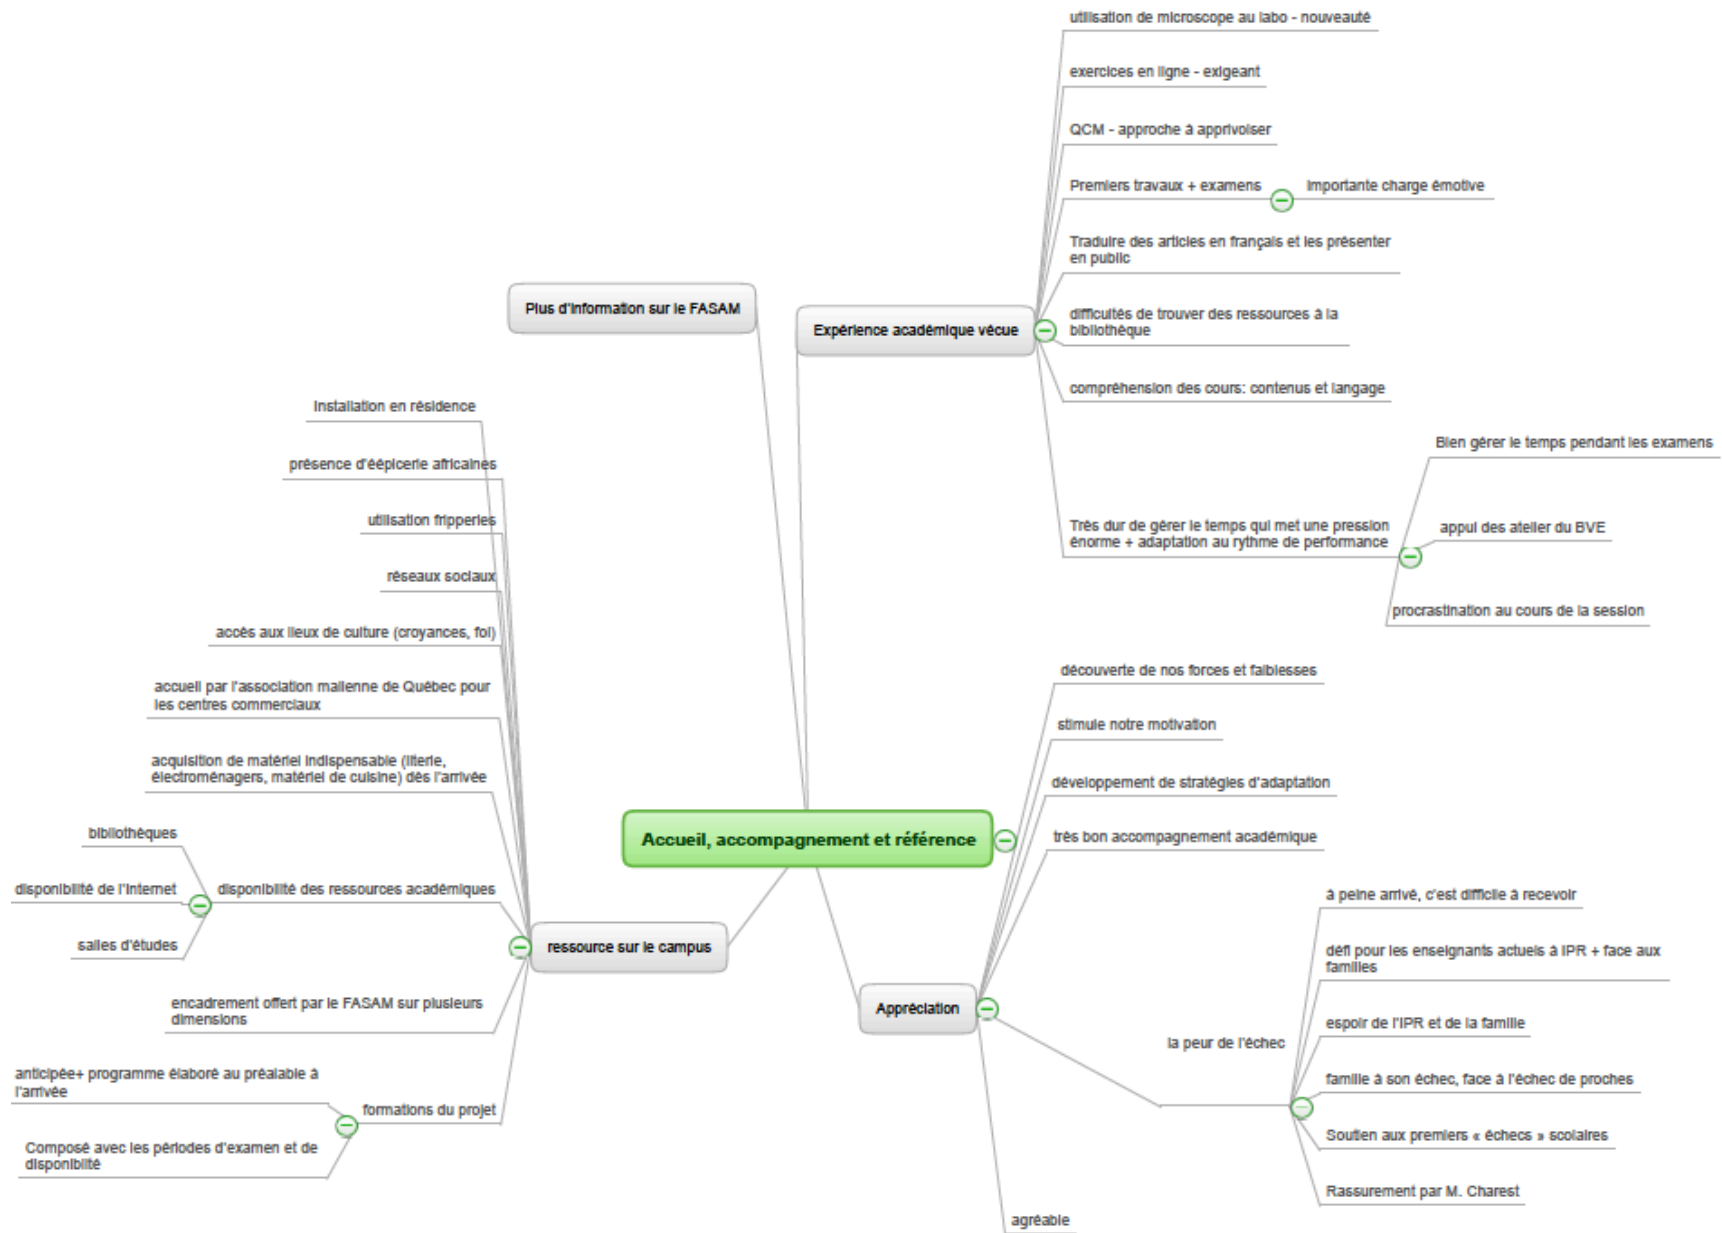 utilisation de microscope au labo - nouveauté
exercices en ligne - exigeant
QCM - approche à apprivoiser
Premiers travaux + examens
Importante charge émotive
Traduire des articles en français et les présenter
en public
difficultés de trouver des ressources à la
bibliothèque
compréhension des cours: contenus et langage
Très dur de gérer le temps qui met une pression
énorme + adaptation au rythme de performance
Bien gérer le temps pendant les examens
appui des atelier du BVE
procrastination au cours de la session
Expérience académique vécue
Plus d'information sur le FASAM
Installation en résidence
présence d'éépicerie africaines
utilisation fripperies
réseaux sociaux
accès aux lieux de culture (croyances, foi)
accueil par l'association malienne de Québec pour
les centres commerciaux
acquisition de matériel indispensable (literie,
électroménagers, matériel de cuisine) dès l'arrivée
bibliothèques
disponibilité de l'Internet
salles d'études
disponibilité des ressources académiques
encadrement offert par le FASAM sur plusieurs
dimensions
anticipée+ programme élaboré au préalable à
l'arrivée
Composé avec les périodes d'examen et de
disponiblité
formations du projet
ressource sur le campus
Accueil, accompagnement et référence
Appréciation
découverte de nos forces et faiblesses
stimule notre motivation
développement de stratégies d'adaptation
très bon accompagnement académique
la peur de l'échec
à peine arrivé, c'est difficile à recevoir
défi pour les enseignants actuels à IPR + face aux
familles
espoir de l'IPR et de la famille
famille à son échec, face à l'échec de proches
Soutien aux premiers « échecs » scolaires
Rassurement par M. Charest
agréable